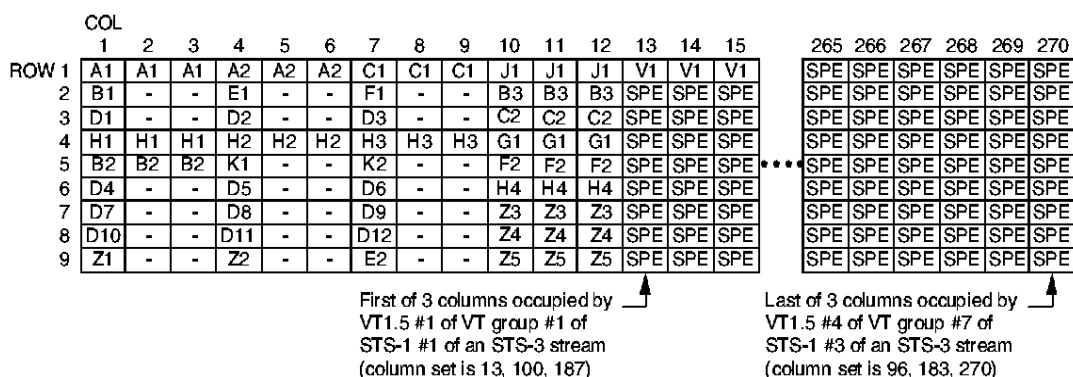 COL
1 2 3 4 5 6 7 8 9 10 11 12 13 14 15 265 266 267 268 269 270
ROW 1 A1 A1 A1 A2 A2 A2 C1 C1 C1 J1 J1 J1 V1 V1 V1 SPE SPE SPE SPE SPE SPE
2 B1 - - E1 - - F1 - - B3 B3 B3 SPE SPE SPE SPE SPE SPE SPE SPE SPE
3 D1 - - D2 - - D3 - - C2 C2 C2 SPE SPE SPE SPE SPE SPE SPE SPE SPE
4 H1 H1 H1 H2 H2 H2 H3 H3 H3 G1 G1 G1 SPE SPE SPE SPE SPE SPE SPE SPE SPE
5 B2 B2 B2 K1 - - K2 - - F2 F2 F2 SPE SPE SPE SPE SPE SPE SPE SPE SPE
6 D4 - - D5 - - D6 - - H4 H4 H4 SPE SPE SPE SPE SPE SPE SPE SPE SPE
7 D7 - - D8 - - D9 - - Z3 Z3 Z3 SPE SPE SPE SPE SPE SPE SPE SPE SPE
8 D10 - - D11 - - D12 - - Z4 Z4 Z4 SPE SPE SPE SPE SPE SPE SPE SPE SPE
9 Z1 - - Z2 - - E2 - - Z5 Z5 Z5 SPE SPE SPE SPE SPE SPE SPE SPE SPE
First of 3 columns occupied by
VT1.5 #1 of VT group #1 of
STS-1 #1 of an STS-3 stream
(column set is 13, 100, 187)
Last of 3 columns occupied by
VT1.5 #4 of VT group #7 of
STS-1 #3 of an STS-3 stream
(column set is 96, 183, 270)